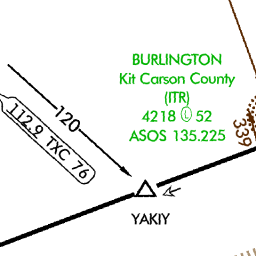 BURLINGTON
Kit Carson County
(ITR)
4218 Ⓛ 52
ASOS 135.225
120
112.9 TXC 76
339
YAKIY